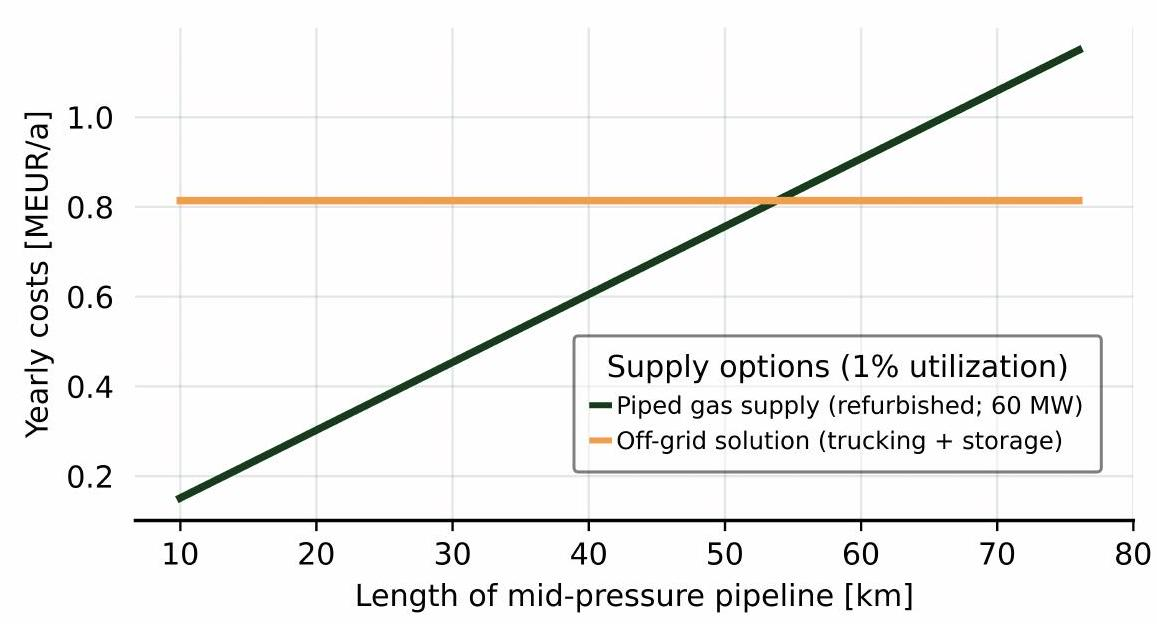 Yearly costs [MEUR/a]
1.0
0.8
0.6
0.4
0.2
Supply options (1% utilization)
Piped gas supply (refurbished; 60 MW)
Off-grid solution (trucking + storage)
10 20 30 40 50 60 70 80
Length of mid-pressure pipeline [km]